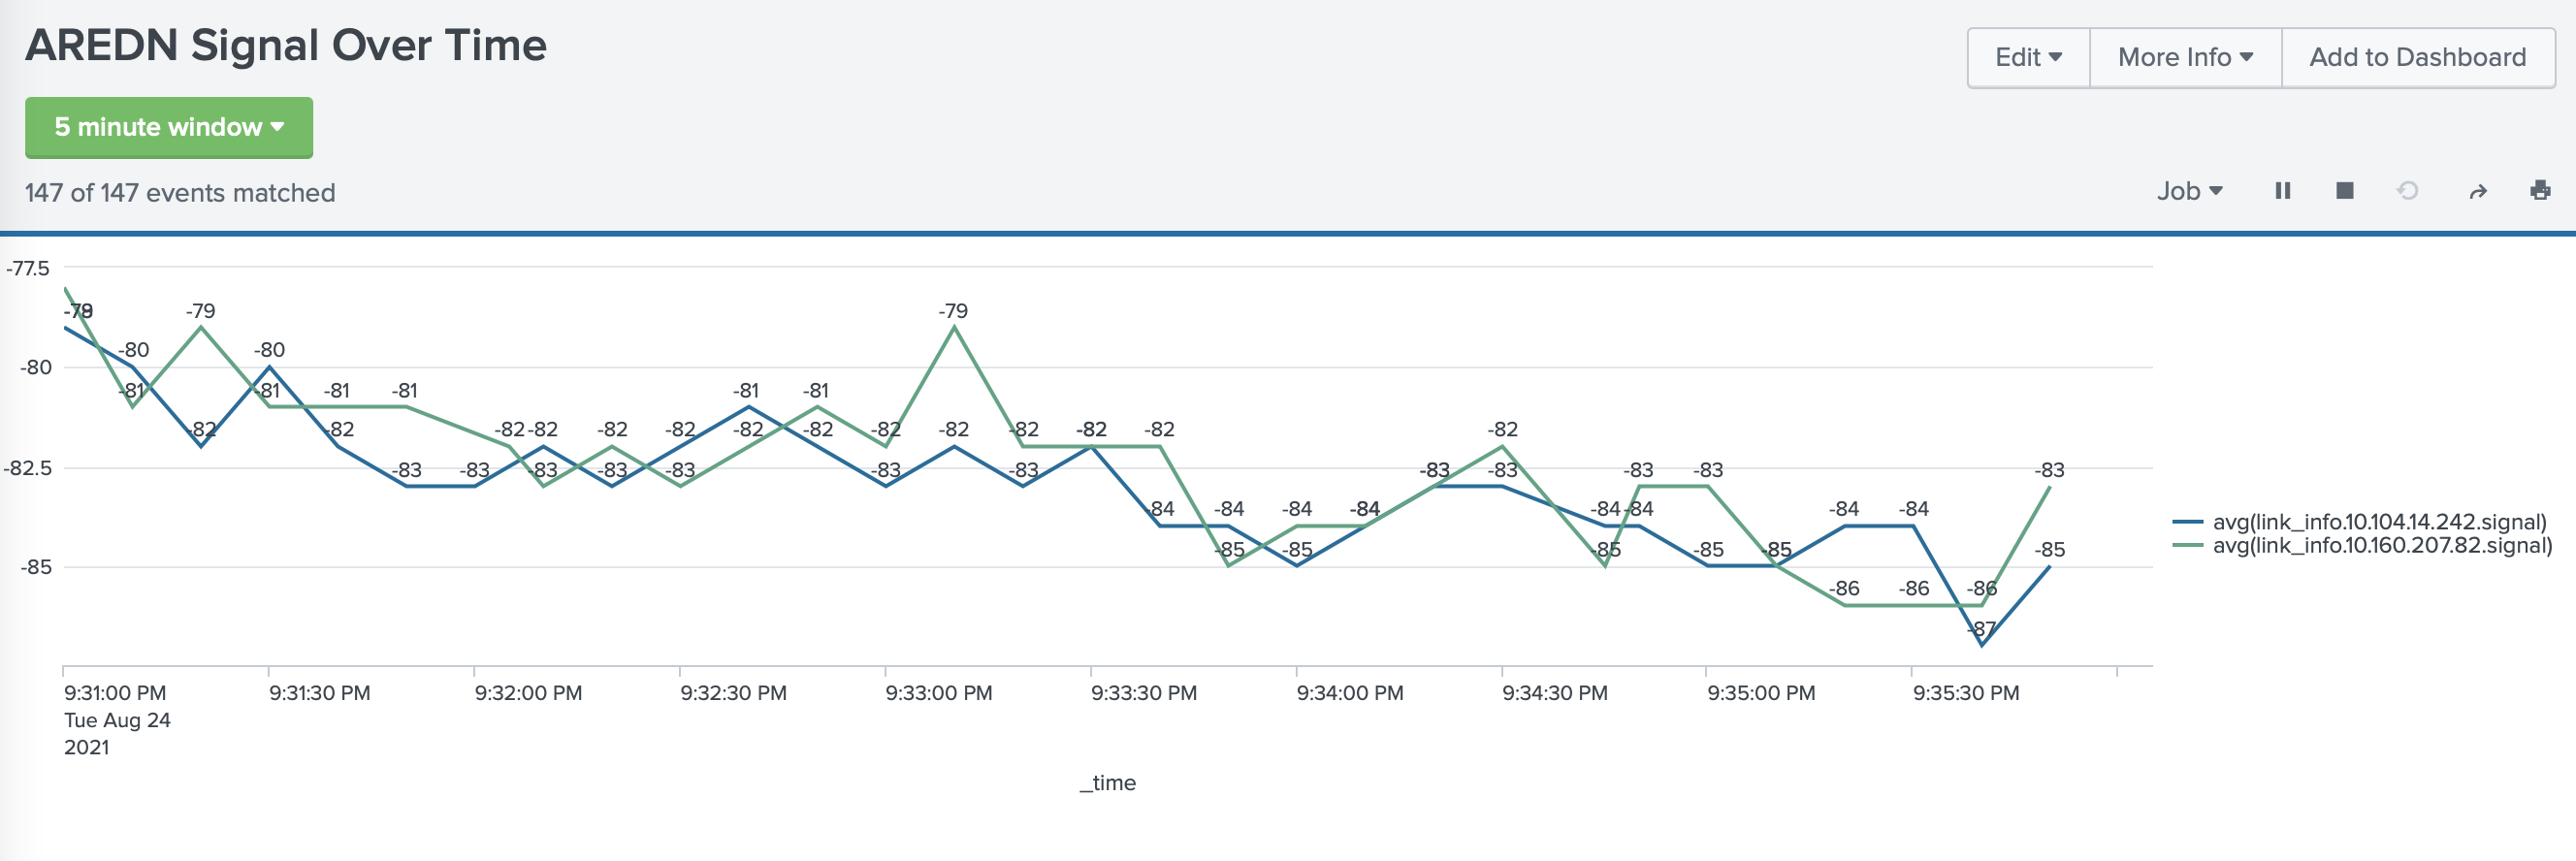 AREDN Signal Over Time
Edit
More Info
Add to Dashboard
5 minute window
147 of 147 events matched
Job
-77.5
-80
-82.5
-85
-79
-80
-81
-79
-82
-80
-81
-81
-82
-81
-83
-83
-82
-82
-83
-82
-83
-82
-83
-81
-82
-81
-82
-82
-83
-79
-82
-82
-83
-82
-82
-84
-84
-85
-84
-85
-84
-83
-82
-83
-84
-85
-83
-84
-83
-85
-85
-84
-86
-84
-86
-86
-87
-83
-85
avg(link_info.10.104.14.242.signal)
avg(link_info.10.160.207.82.signal)
9:31:00 PM
Tue Aug 24
2021
9:31:30 PM
9:32:00 PM
9:32:30 PM
9:33:00 PM
9:33:30 PM
9:34:00 PM
9:34:30 PM
9:35:00 PM
9:35:30 PM
_time